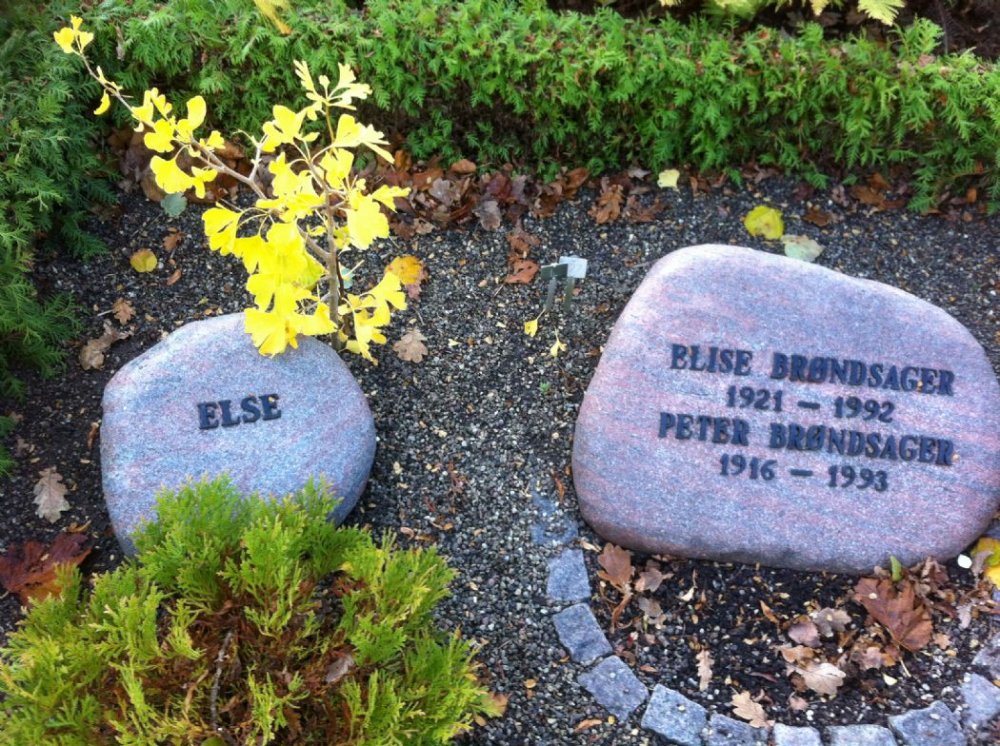 ELSE
ELISE BRØNDSAGER
1921 – 1992
PETER BRØNDSAGER
1916 – 1993